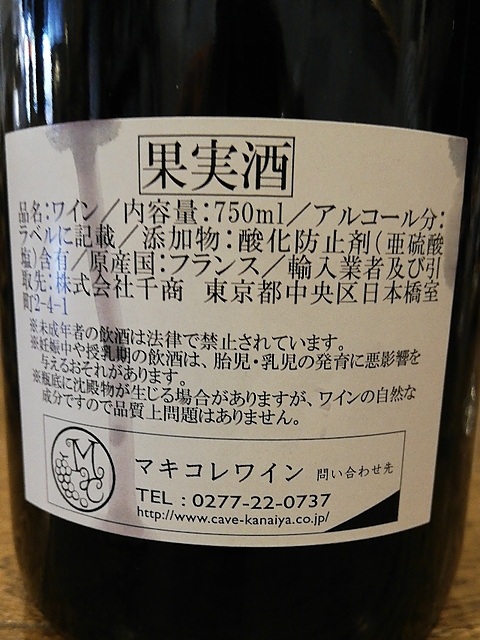 果実酒
品名:ワイン/内容量:750ml/アルコール分:
ラベルに記載/添加物:酸化防止剤(亜硫酸
塩)含有/原産国:フランス/輸入業者及び引
取先:株式会社千商 東京都中央区日本橋室
町2-4-1
※未成年者の飲酒は法律で禁止されています。
※妊娠中や授乳期の飲酒は、胎児・乳児の発育に悪影響を
与えるおそれがあります。
※瓶底に沈殿物が生じる場合がありますが、ワインの自然な
成分ですので品質上問題はありません。
マキコレワイン 問い合わせ先
TEL : 0277-22-0737
http://www.cave-kanaiya.co.jp/